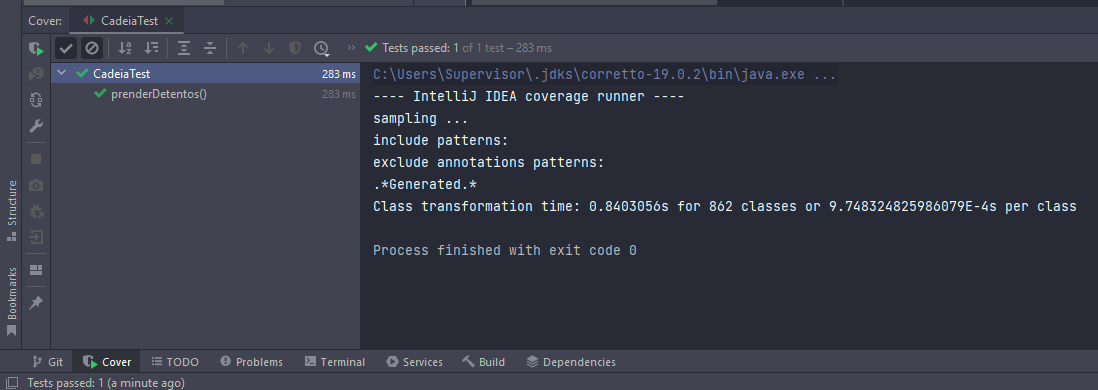 Cover: CadeiaTest
Tests passed: 1 of 1 test – 283 ms
CadeiaTest 283 ms
prenderDetentos() 283 ms
C:\Users\Supervisor\.jdks\corretto-19.0.2\bin\java.exe ...
---- IntelliJ IDEA coverage runner ----
sampling ...
include patterns:
exclude annotations patterns:
.*Generated.*
Class transformation time: 0.8403056s for 862 classes or 9.748324825986079E-4s per class
Process finished with exit code 0
Structure
Bookmarks
Git Cover TODO Problems Terminal Services Build Dependencies
Tests passed: 1 (a minute ago)